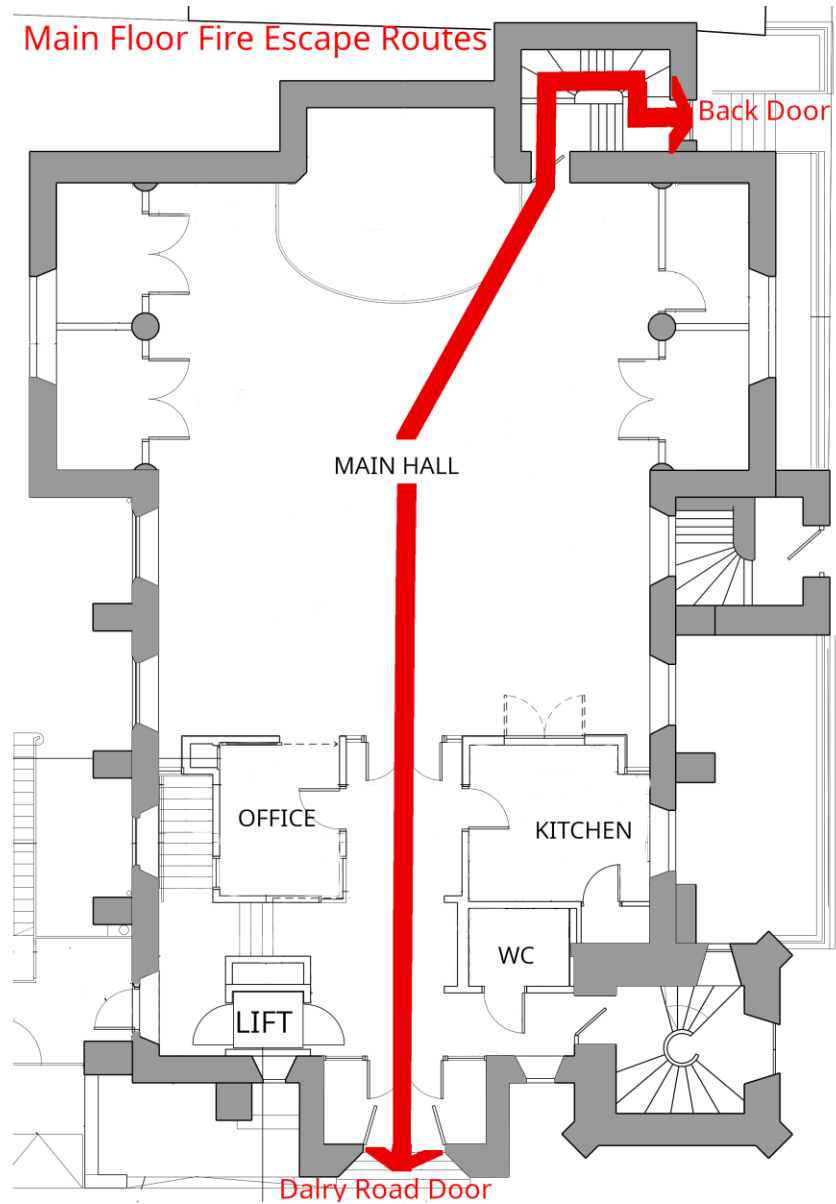 Main Floor Fire Escape Routes
Back Door
MAIN HALL
OFFICE
KITCHEN
WC
LIFT
Dalry Road Door